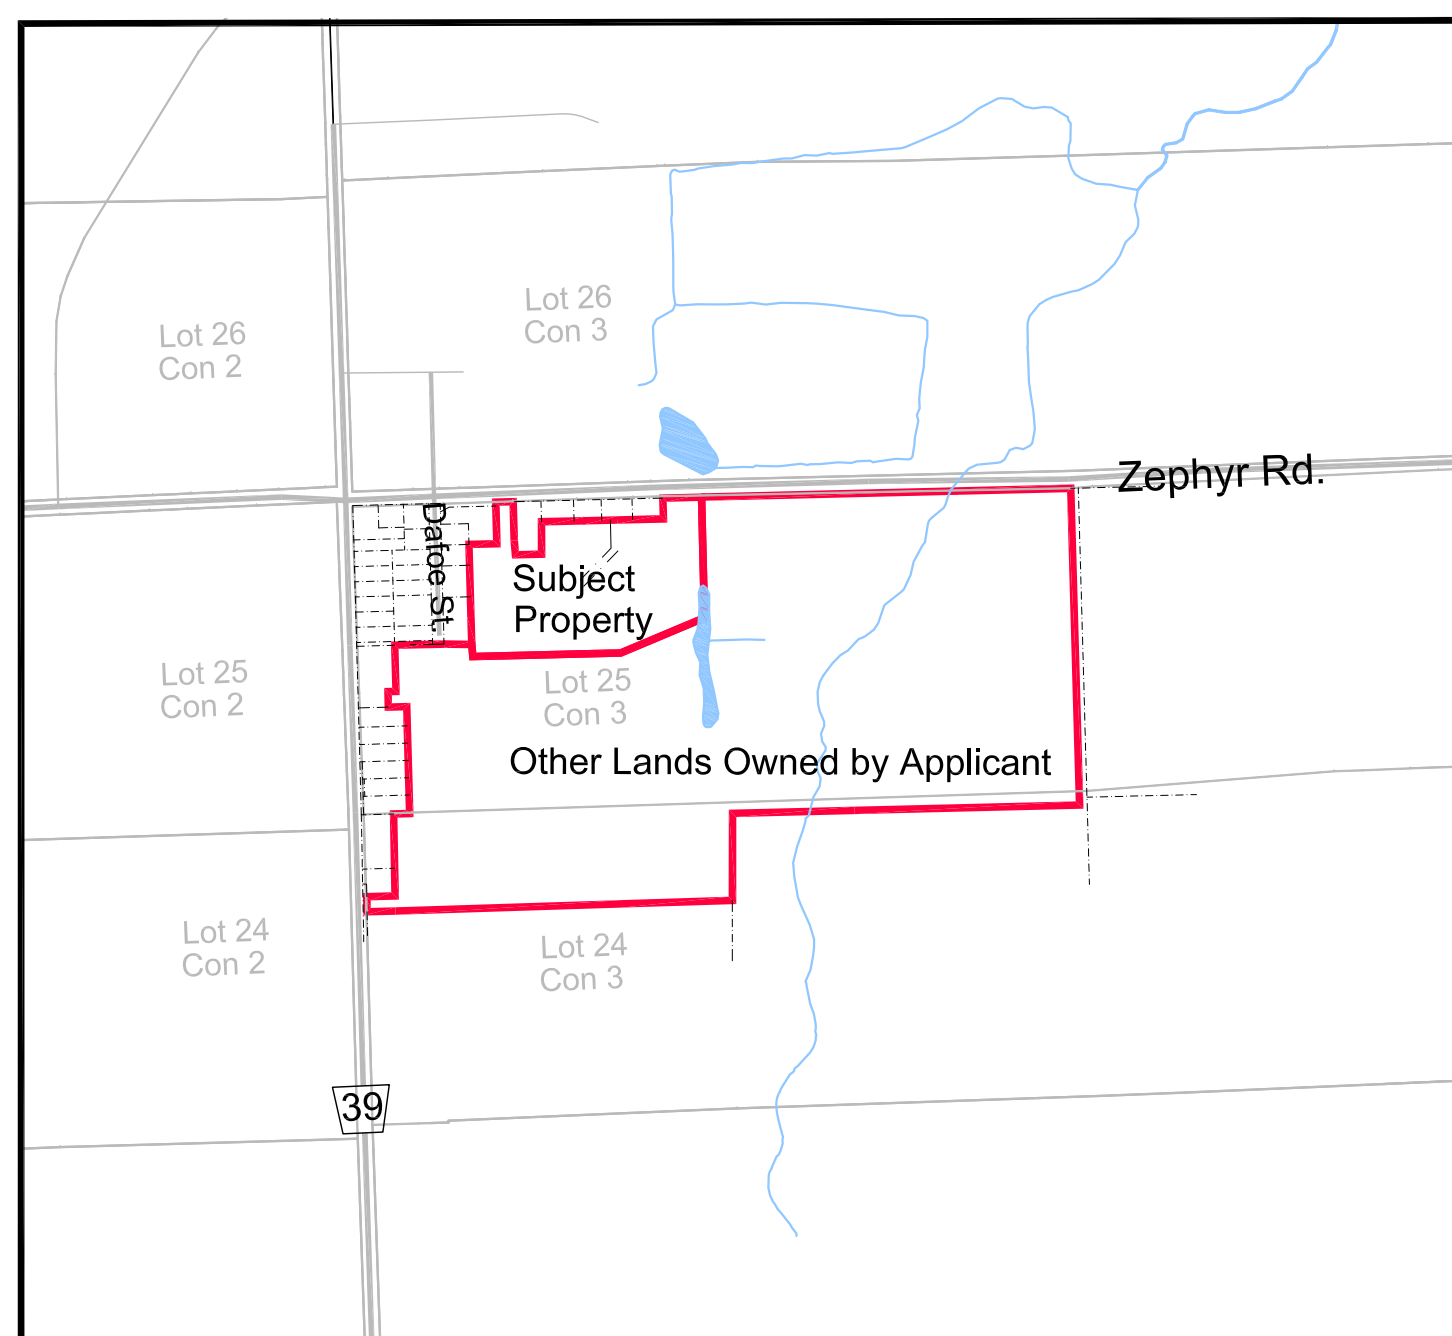 Lot 26
Con 3
Lot 26
Con 2
Zephyr Rd.
Dafoe St.
Subject
Property
Lot 25
Con 2
Lot 25
Con 3
Other Lands Owned by Applicant
Lot 24
Con 2
Lot 24
Con 3
39